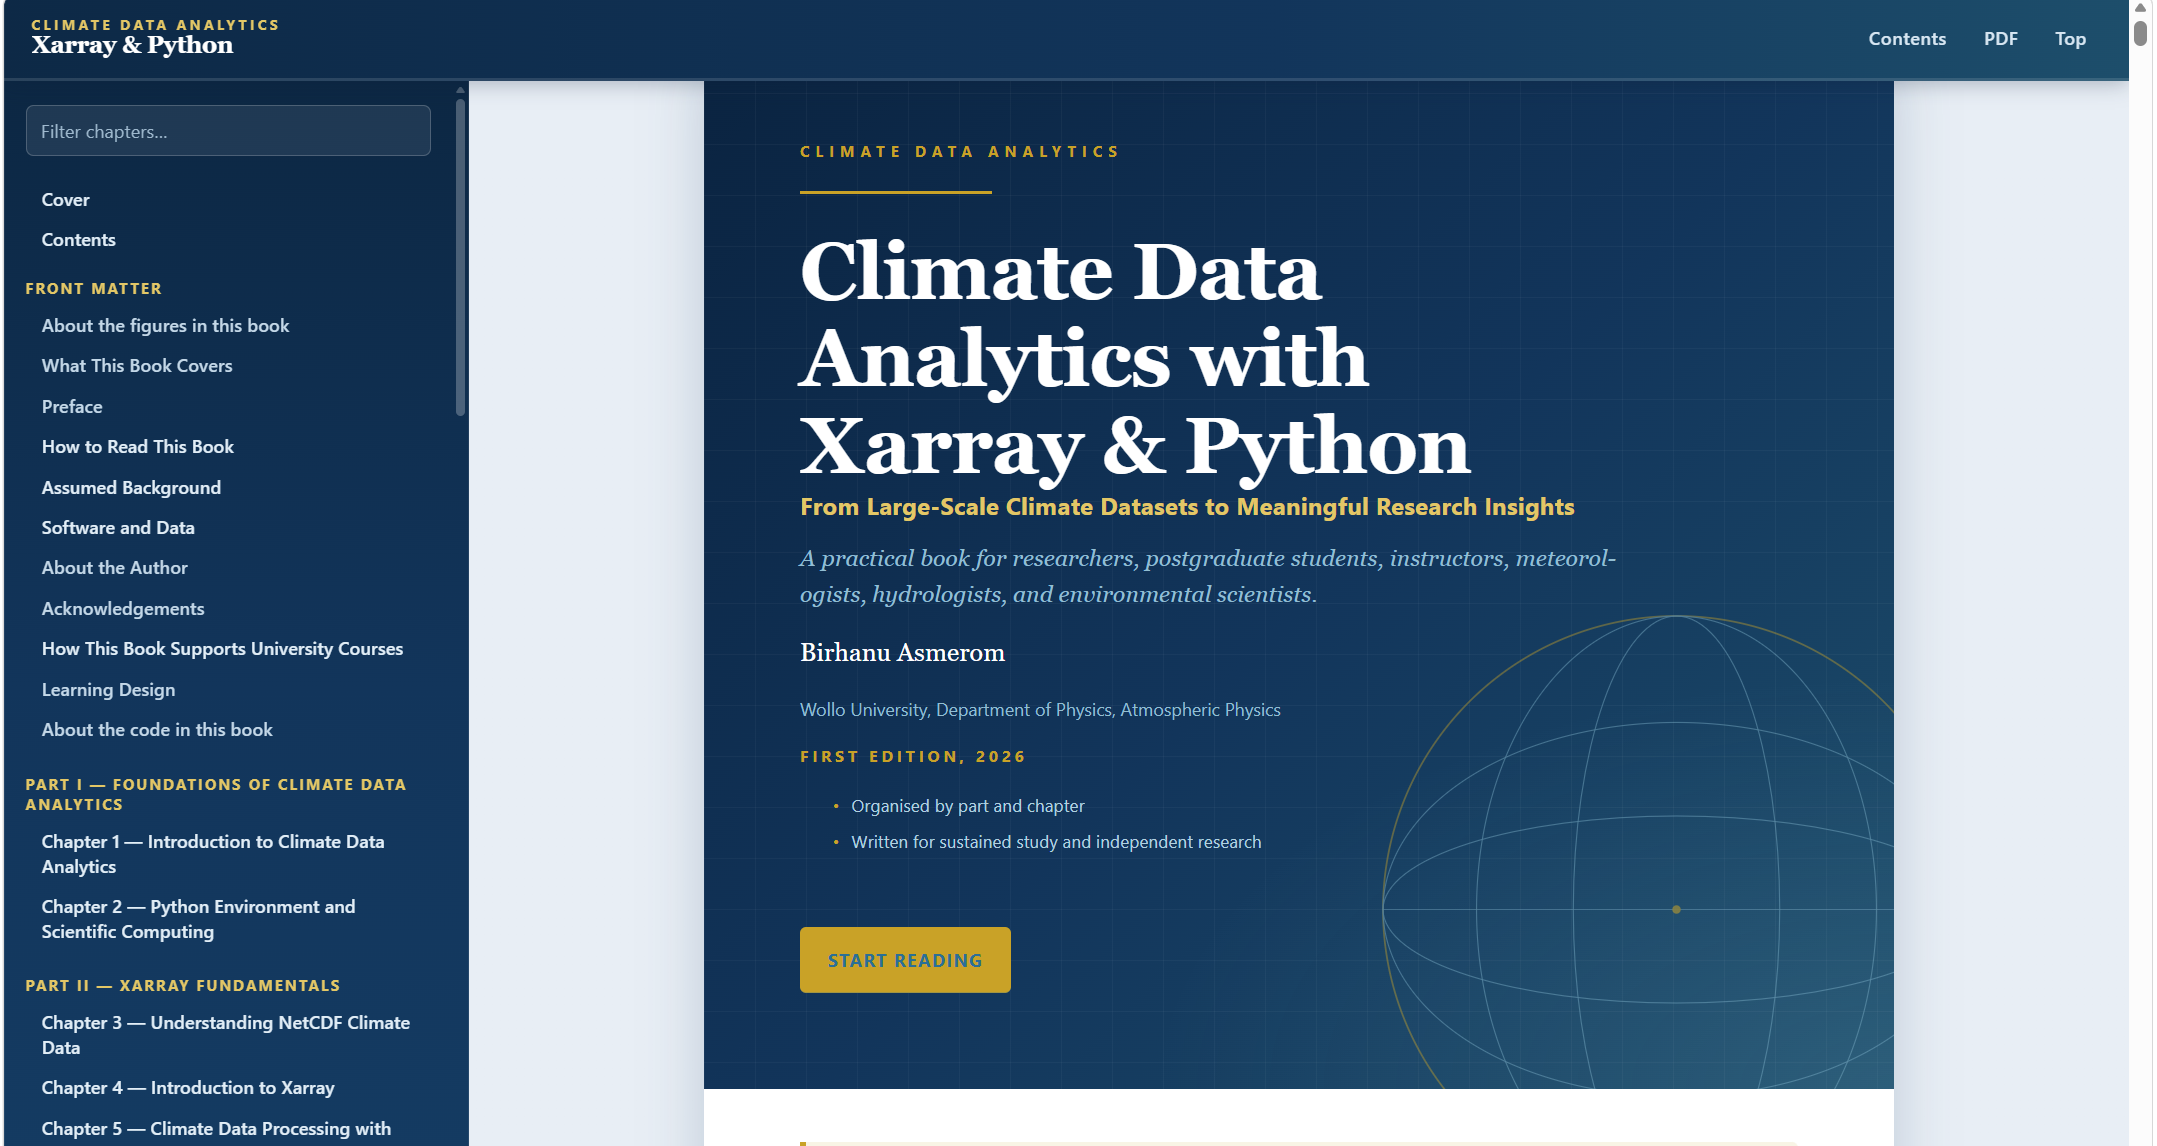 CLIMATE DATA ANALYTICS
Xarray & Python
Contents PDF Top
Filter chapters...
Cover
Contents
FRONT MATTER
About the figures in this book
What This Book Covers
Preface
How to Read This Book
Assumed Background
Software and Data
About the Author
Acknowledgements
How This Book Supports University Courses
Learning Design
About the code in this book
PART I — FOUNDATIONS OF CLIMATE DATA
ANALYTICS
Chapter 1 — Introduction to Climate Data
Analytics
Chapter 2 — Python Environment and
Scientific Computing
PART II — XARRAY FUNDAMENTALS
Chapter 3 — Understanding NetCDF Climate
Data
Chapter 4 — Introduction to Xarray
Chapter 5 — Climate Data Processing with
CLIMATE DATA ANALYTICS
Climate Data
Analytics with
Xarray & Python
From Large-Scale Climate Datasets to Meaningful Research Insights
A practical book for researchers, postgraduate students, instructors, meteorol-
ogists, hydrologists, and environmental scientists.
Birhanu Asmerom
Wollo University, Department of Physics, Atmospheric Physics
FIRST EDITION, 2026
• Organised by part and chapter
• Written for sustained study and independent research
START READING